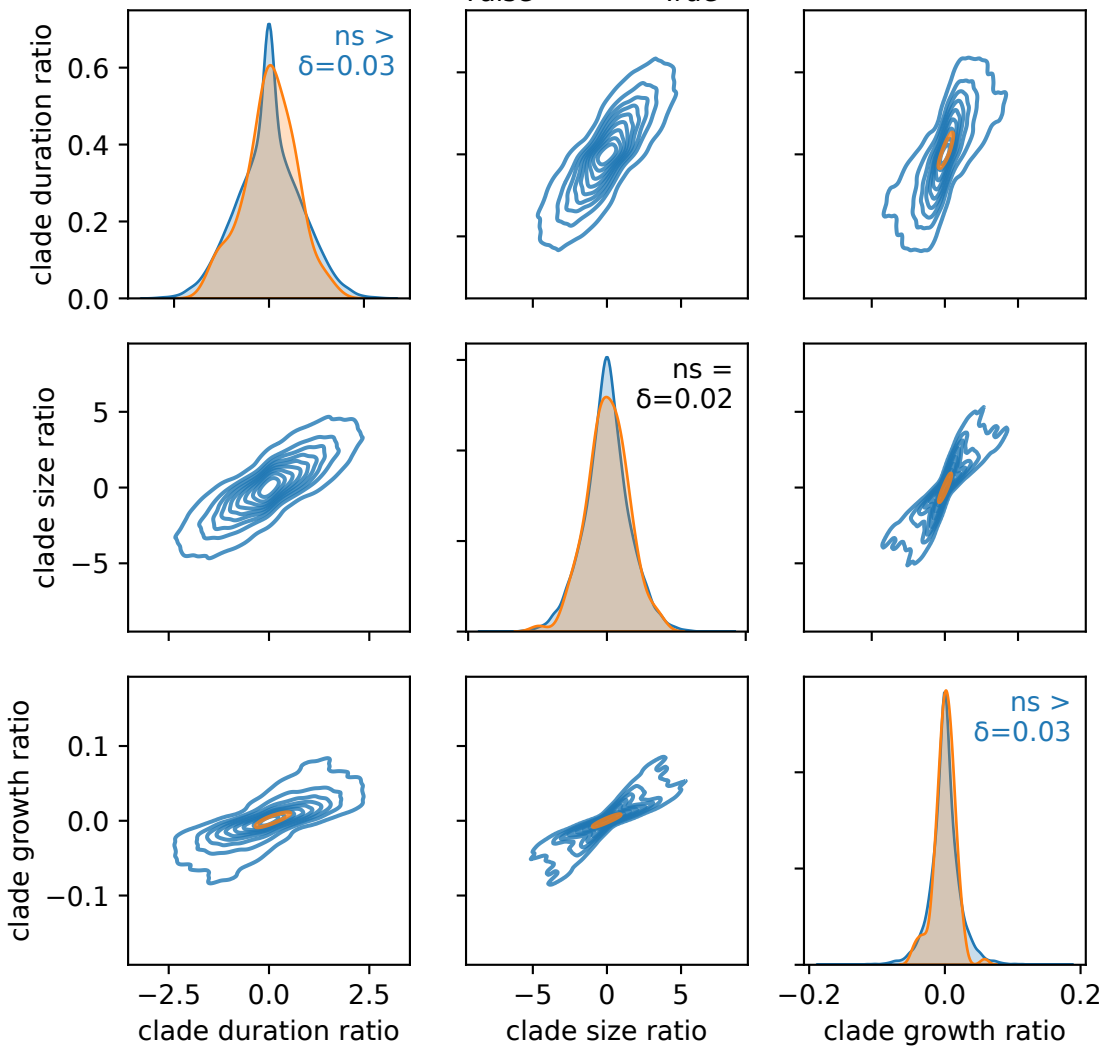 True
clade duration ratio
0.6
0.4
0.2
0.0
ns >
δ=0.03
clade size ratio
5
0
−5
ns =
δ=0.02
clade growth ratio
0.1
0.0
−0.1
ns >
δ=0.03
−2.5 0.0 2.5
−5 0 5
−0.2 0.0 0.2
clade duration ratio
clade size ratio
clade growth ratio